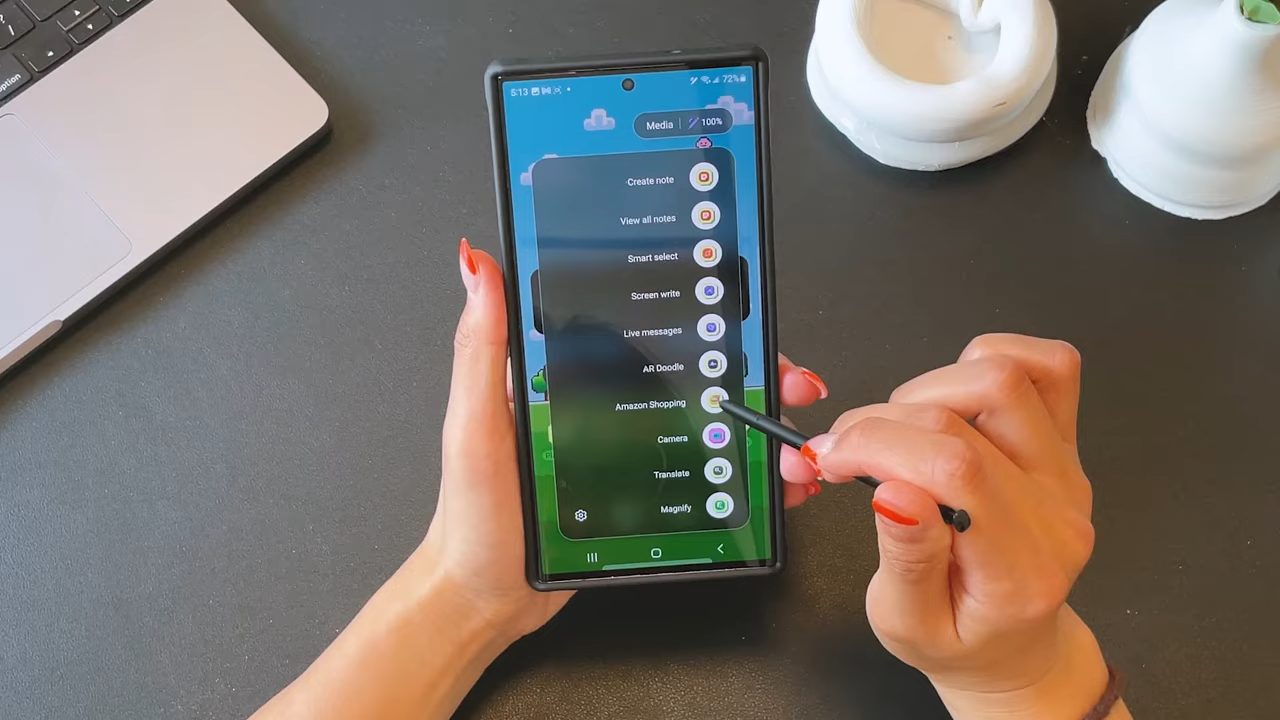 option
5:13
72%
Media
100%
Create note
View all notes
Smart select
Screen write
Live messages
AR Doodle
Amazon Shopping
Camera
Translate
Magnify